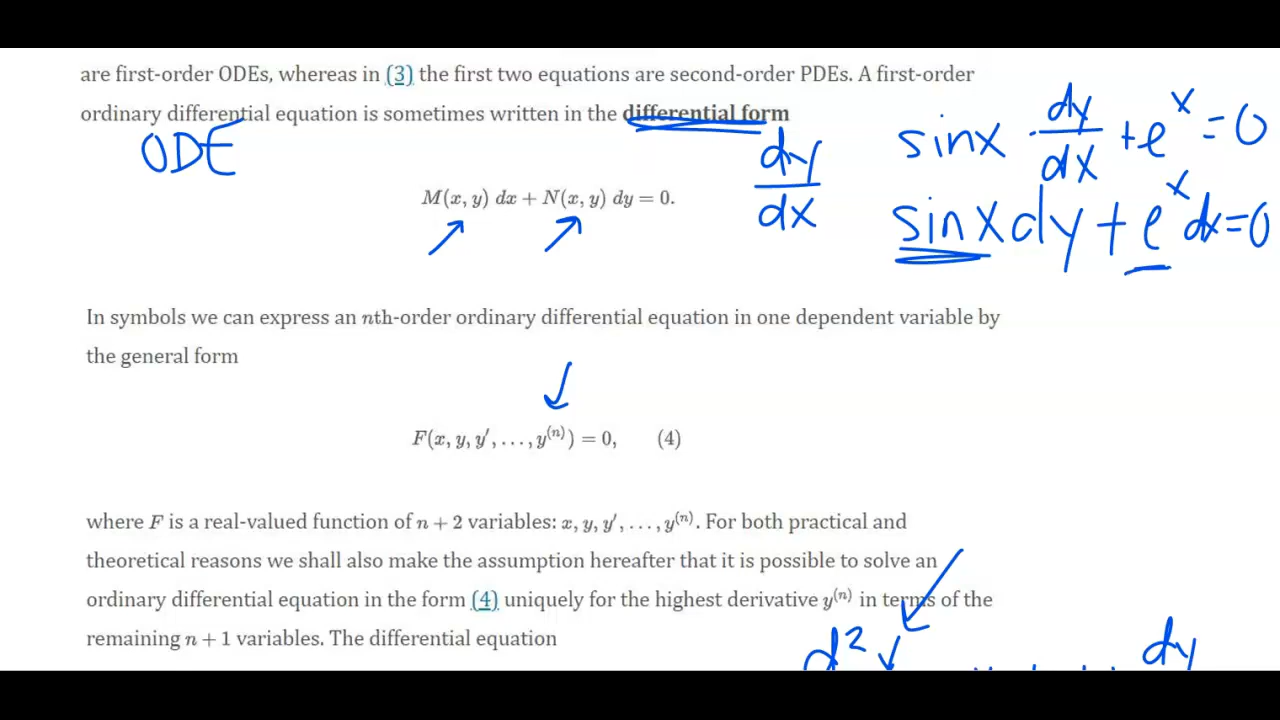 are first-order ODEs, whereas in (3) the first two equations are second-order PDEs. A first-order
ordinary differential equation is sometimes written in the differential form
ODE
dy/dx
sinx dy/dx + e^x = 0
M(x, y) dx + N(x, y) dy = 0.
sinx dy + e^x dx = 0
In symbols we can express an nth-order ordinary differential equation in one dependent variable by
the general form
F(x, y, y′, . . . , y^(n)) = 0, (4)
where F is a real-valued function of n + 2 variables: x, y, y′, . . . , y^(n). For both practical and
theoretical reasons we shall also make the assumption hereafter that it is possible to solve an
ordinary differential equation in the form (4) uniquely for the highest derivative y^(n) in terms of the
remaining n + 1 variables. The differential equation
d² dy